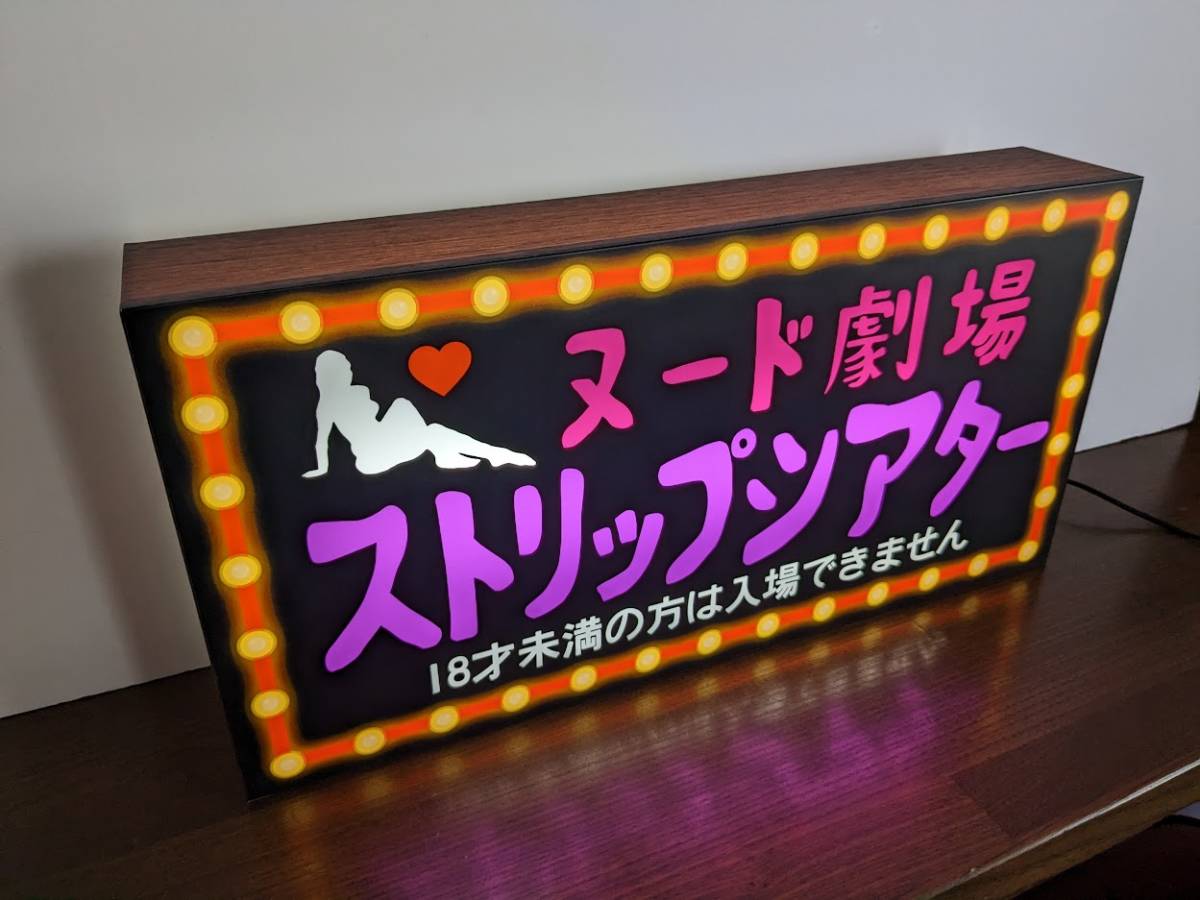 ヌード劇場
ストリップシアター
18才未満の方は入場できません